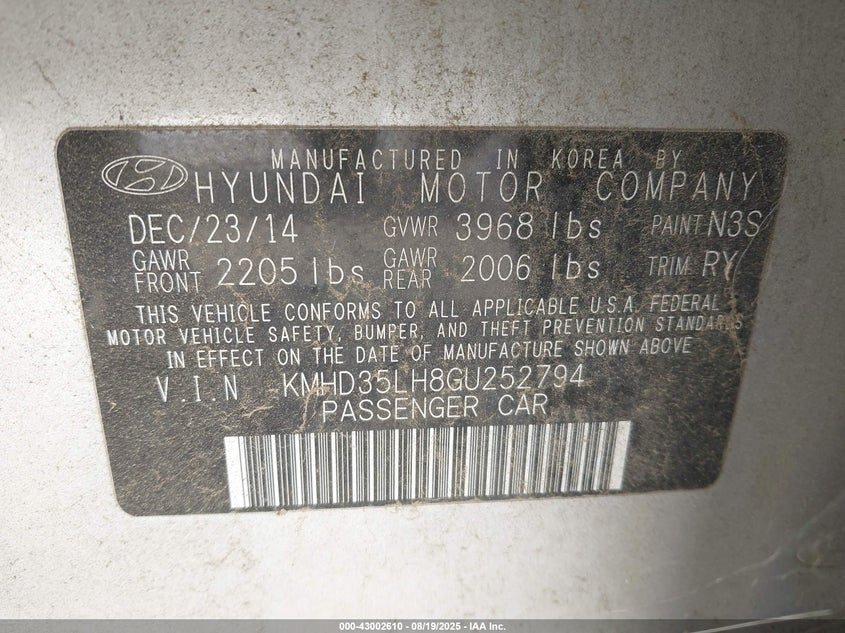 MANUFACTURED IN KOREA BY
HYUNDAI MOTOR COMPANY
DEC/23/14 GVWR 3968 lbs PAINT N3S
GAWR FRONT 2205 lbs GAWR REAR 2006 lbs TRIM RY
THIS VEHICLE CONFORMS TO ALL APPLICABLE U.S.A. FEDERAL
MOTOR VEHICLE SAFETY, BUMPER, AND THEFT PREVENTION STANDARDS
IN EFFECT ON THE DATE OF MANUFACTURE SHOWN ABOVE
V.I.N KMHD35LH8GU252794
PASSENGER CAR
000-43002610 - 08/19/2025 - IAA Inc.